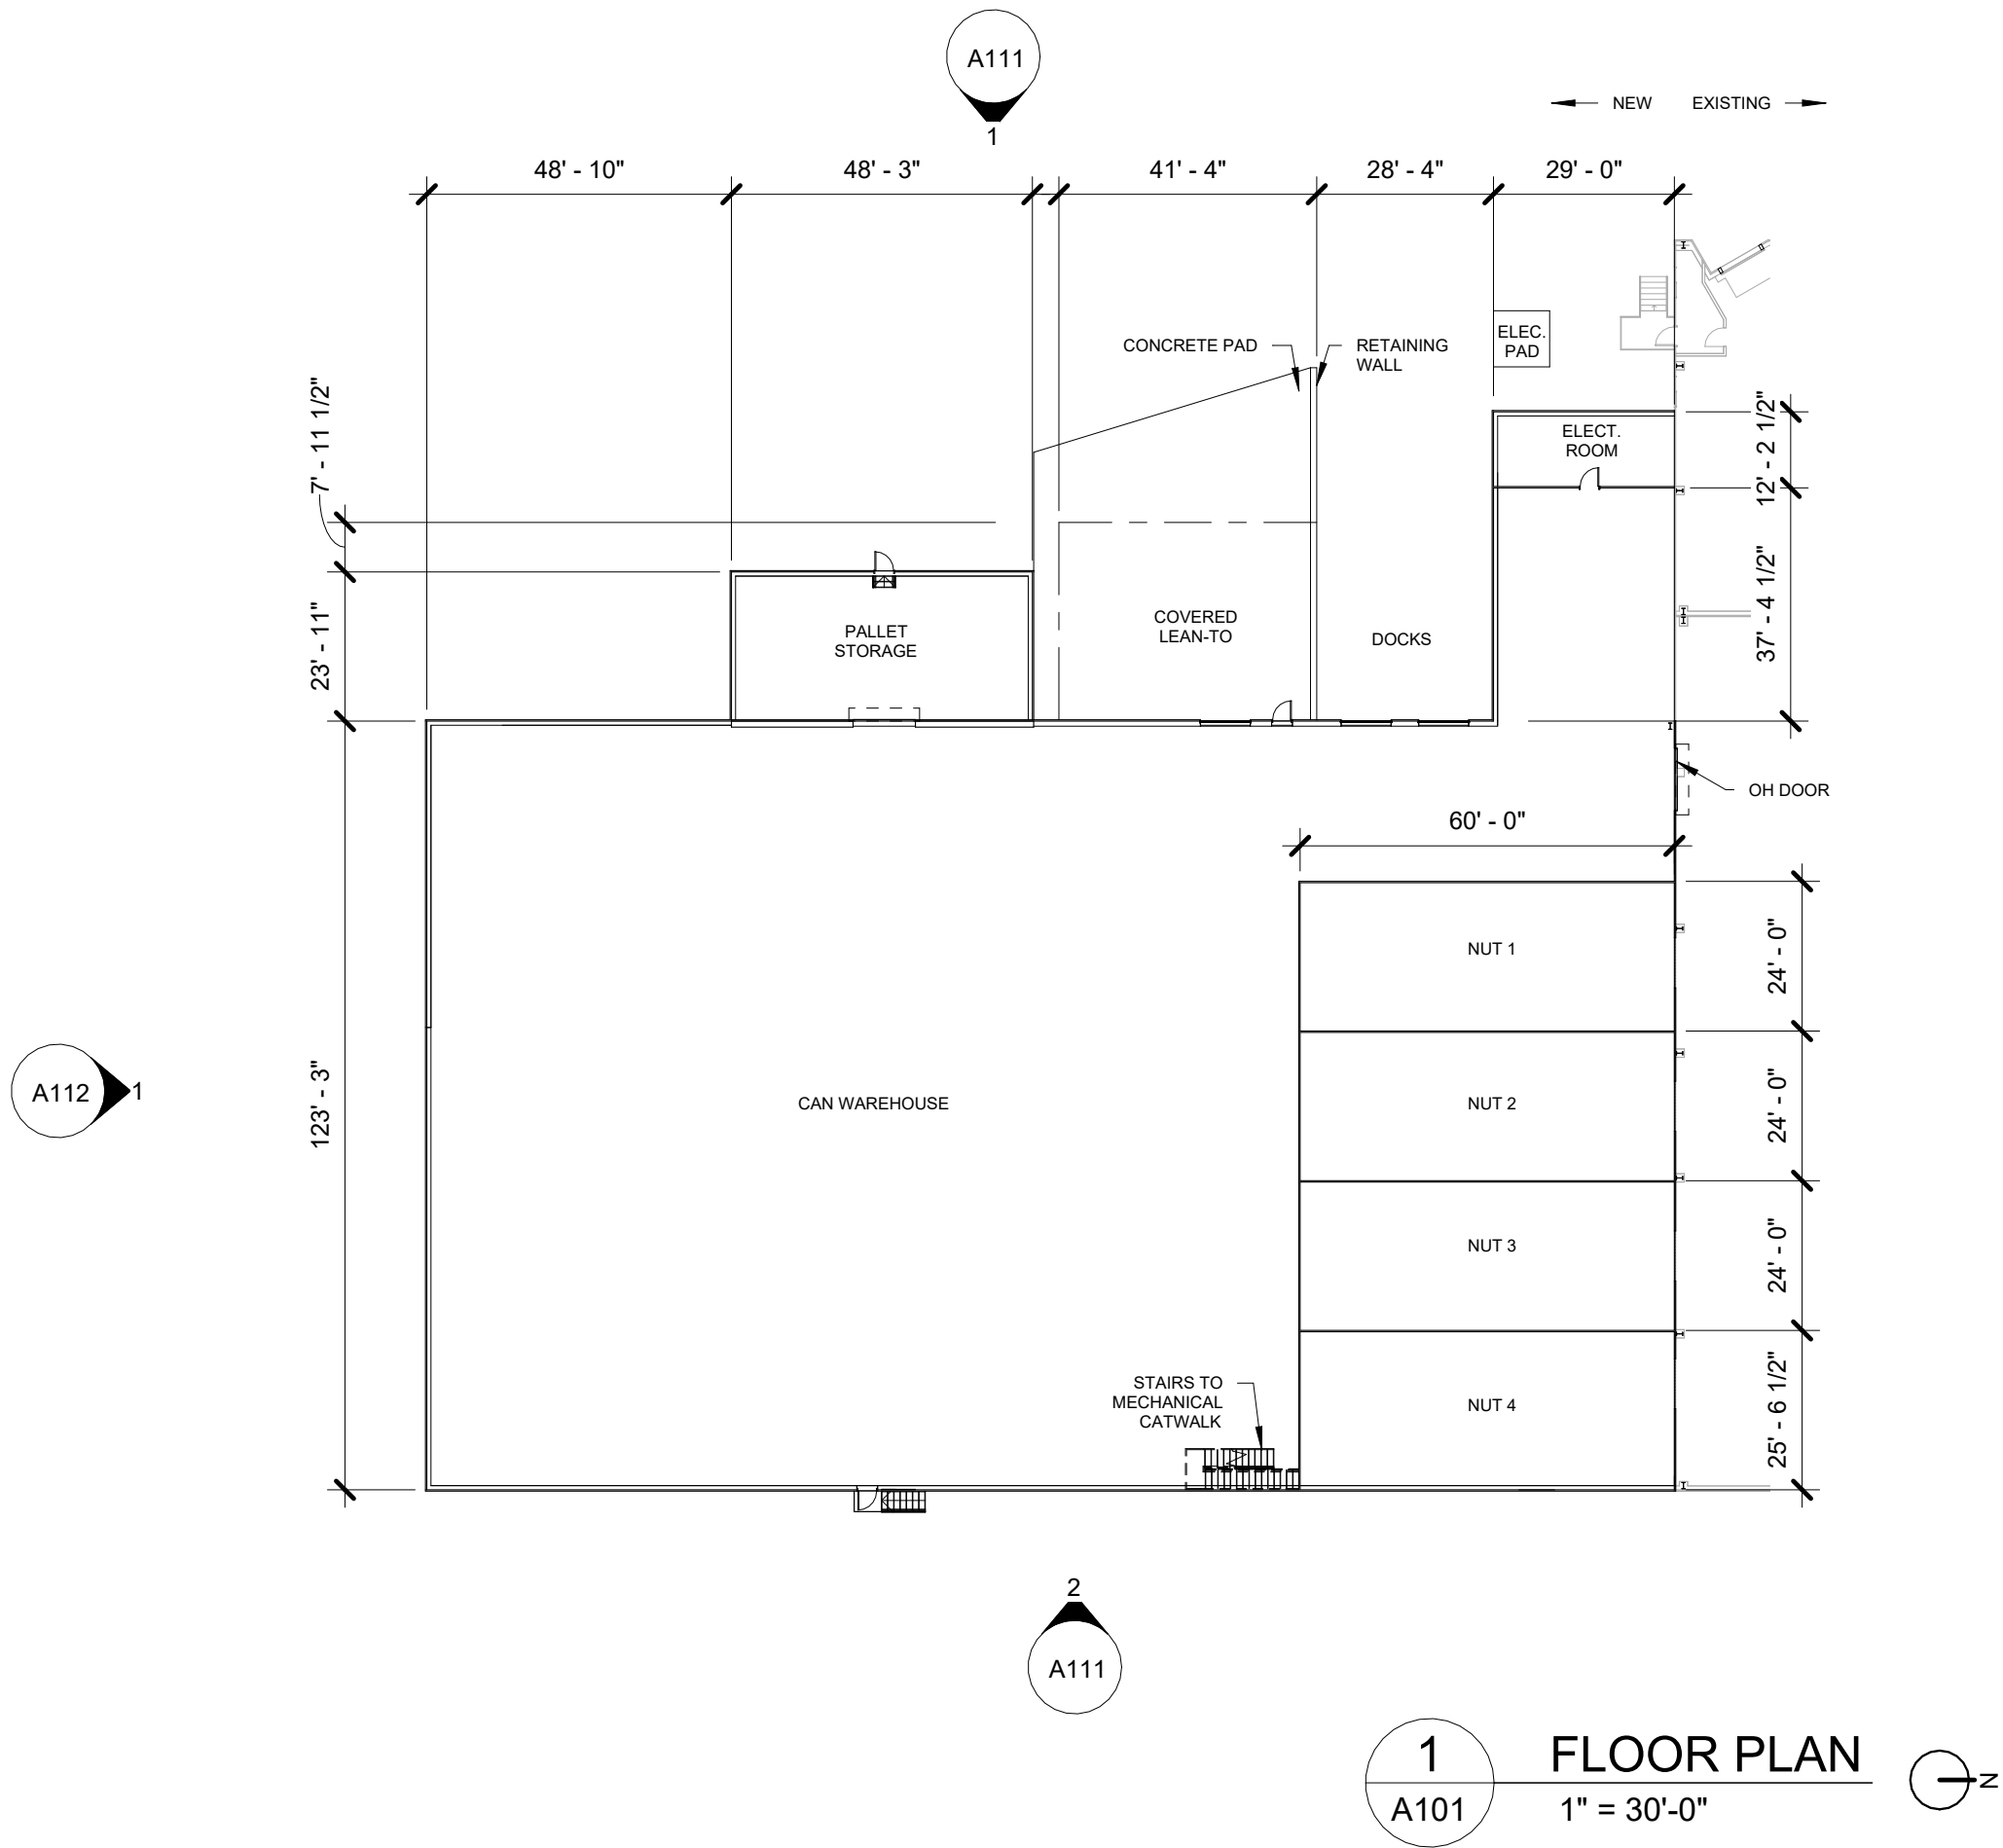 A111
1
NEW EXISTING
48' - 10" 48' - 3" 41' - 4" 28' - 4" 29' - 0"
CONCRETE PAD
RETAINING
WALL
ELEC.
PAD
7' - 11 1/2"
12' - 2 1/2"
ELECT.
ROOM
23' - 11"
37' - 4 1/2"
PALLET
STORAGE
COVERED
LEAN-TO
DOCKS
OH DOOR
60' - 0"
NUT 1
24' - 0"
A112 1
123' - 3"
CAN WAREHOUSE
NUT 2
24' - 0"
NUT 3
24' - 0"
STAIRS TO
MECHANICAL
CATWALK
NUT 4
25' - 6 1/2"
2
A111
1
A101
FLOOR PLAN
1" = 30'-0"
N